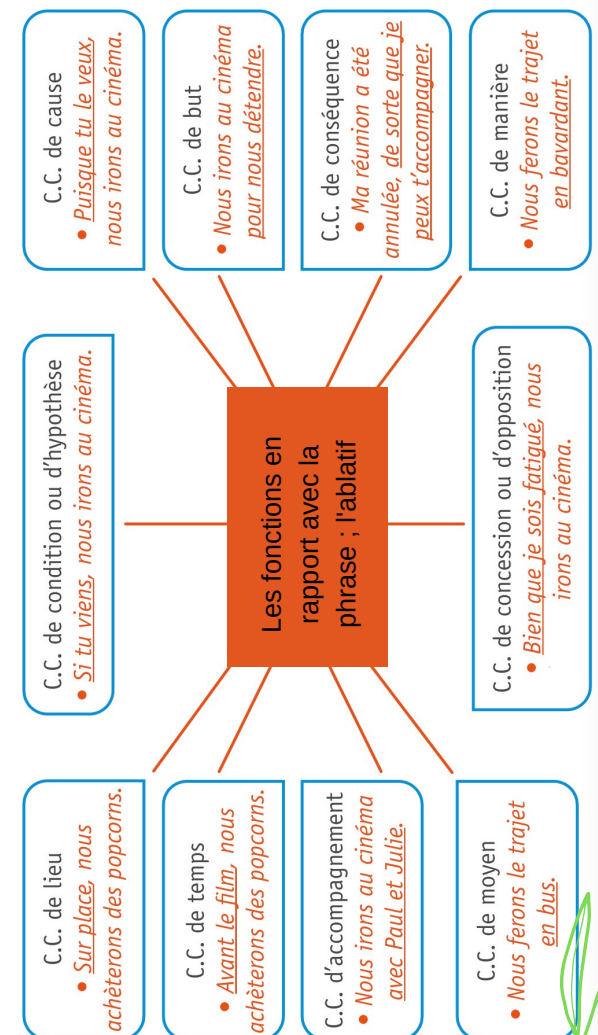 C.C. de lieu
• Sur place, nous
achèterons des popcorns.
C.C. de temps
• Avant le film, nous
achèterons des popcorns.
C.C. d'accompagnement
• Nous irons au cinéma
avec Paul et Julie.
C.C. de moyen
• Nous ferons le trajet
en bus.
C.C. de condition ou d'hypothèse
• Si tu viens, nous irons au cinéma.
Les fonctions en
rapport avec la
phrase ; l'ablatif
C.C. de concession ou d'opposition
• Bien que je sois fatigué, nous
irons au cinéma.
C.C. de cause
• Puisque tu le veux,
nous irons au cinéma.
C.C. de but
• Nous irons au cinéma
pour nous détendre.
C.C. de conséquence
• Ma réunion a été
annulée, de sorte que je
peux t'accompagner.
C.C. de manière
• Nous ferons le trajet
en bavardant.